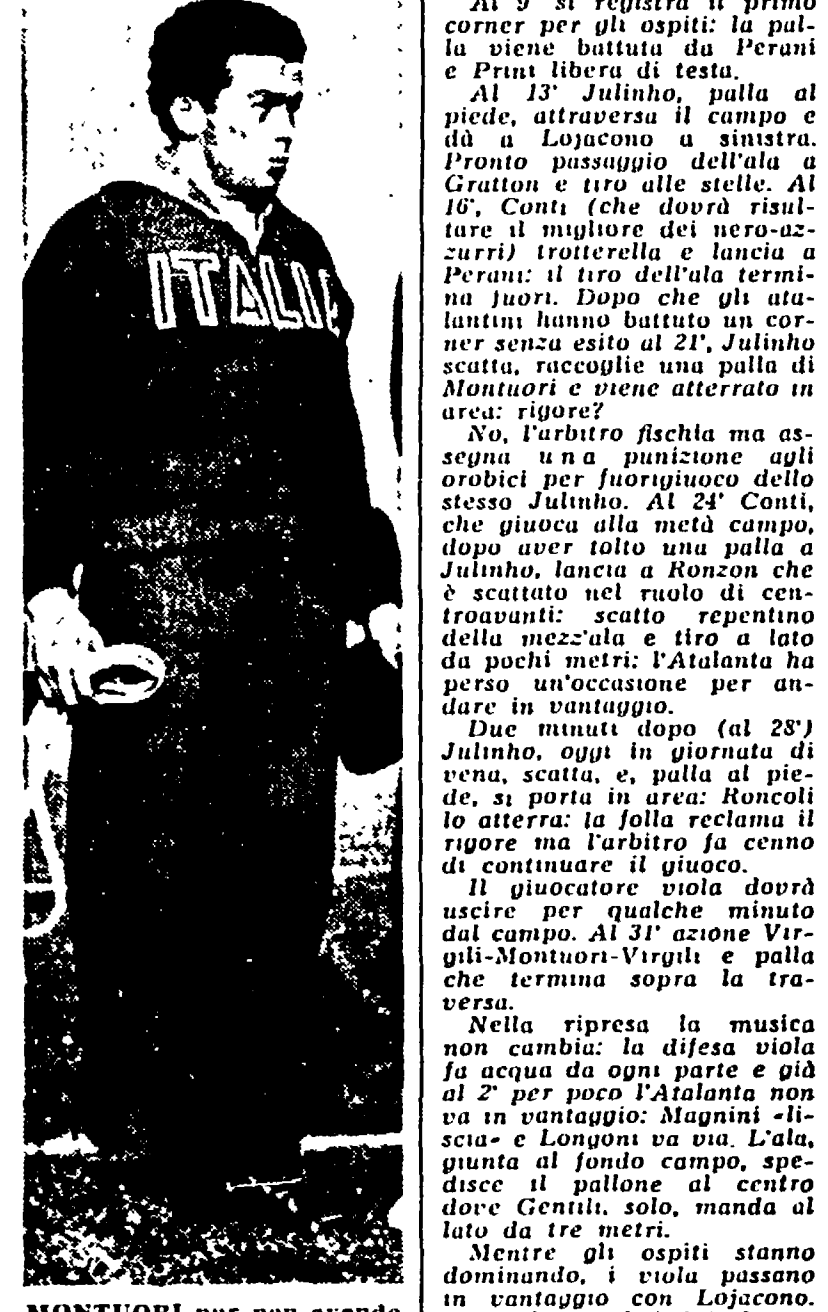 ITALIA
MONTUORI pur non avendo
Al 9' si registra il primo
corner per gli ospiti: la pal-
la viene battuta da Perani
e Prini libera di testa.
Al 13' Julinho, palla al
piede, attraversa il campo e
dà a Lojacono a sinistra.
Pronto passaggio dell'ala a
Gratton e tiro alle stelle. Al
16', Conti (che dovrà risul-
tare il migliore dei nero-az-
zurri) trotterella e lancia a
Perani: il tiro dell'ala termi-
na fuori. Dopo che gli ata-
lantini hanno battuto un cor-
ner senza esito al 21', Julinho
scatta, raccoglie una palla di
Montuori e viene atterrato in
area: rigore?
No, l'arbitro fischia ma as-
segna una punizione agli
orobici per fuorigiuoco dello
stesso Julinho. Al 24' Conti,
che giuoca alla metà campo,
dopo aver tolto una palla a
Julinho, lancia a Ronzon che
è scattato nel ruolo di cen-
troavanti: scatto repentino
della mezz'ala e tiro a lato
da pochi metri: l'Atalanta ha
perso un'occasione per an-
dare in vantaggio.
Due minuti dopo (al 28')
Julinho, oggi in giornata di
vena, scatta, e, palla al pie-
de, si porta in area: Roncoli
lo atterra: la folla reclama il
rigore ma l'arbitro fa cenno
di continuare il giuoco.
Il giuocatore viola dovrà
uscire per qualche minuto
dal campo. Al 31' azione Vir-
gili-Montuori-Virgili e palla
che termina sopra la tra-
versa.
Nella ripresa la musica
non cambia: la difesa viola
fa acqua da ogni parte e già
al 2' per poco l'Atalanta non
va in vantaggio: Magnini «li-
scia» e Longoni va via. L'ala,
giunta al fondo campo, spe-
disce il pallone al centro
dove Gentili, solo, manda al
lato da tre metri.
Mentre gli ospiti stanno
dominando, i viola passano
in vantaggio con Lojacono.